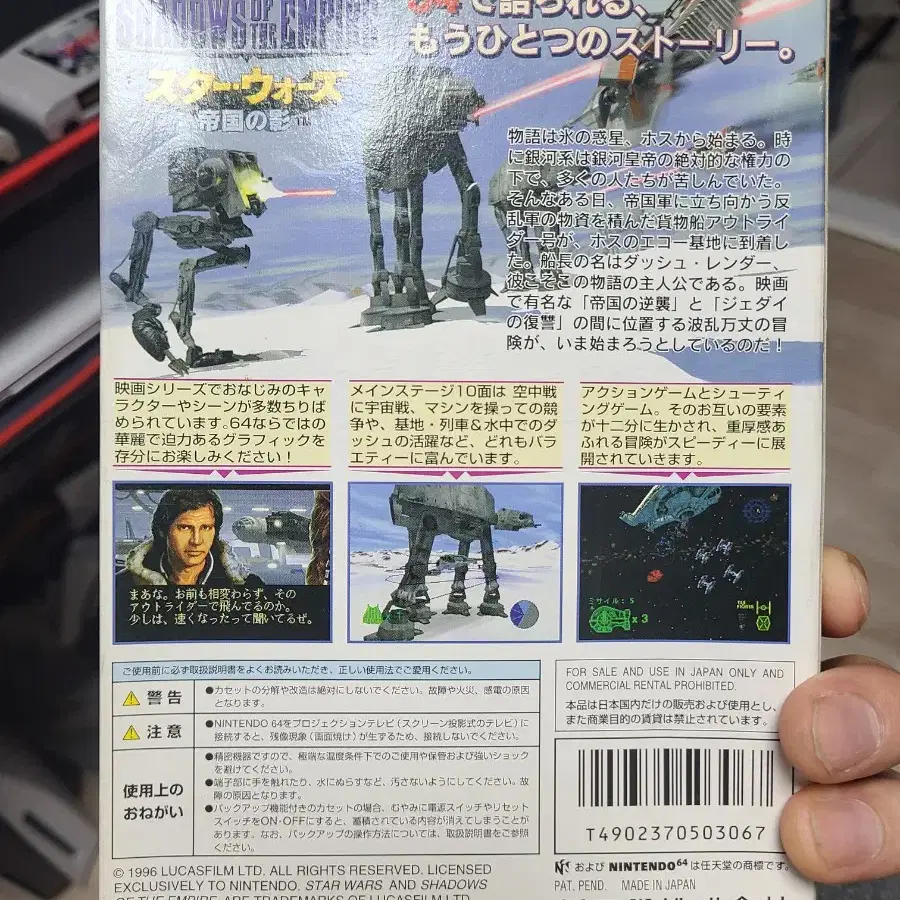 SHADOWS OF THE EMPIRE
64で語られる、
もうひとつのストーリー。
スター・ウォーズ
帝国の影™
物語は氷の惑星、ホスから始まる。時
に銀河系は銀河皇帝の絶対的な権力の
下で、多くの人たちが苦しんでいた。
そんなある日、帝国軍に立ち向かう反
乱軍の物資を積んだ貨物船アウトライ
ダー号が、ホスのエコー基地に到着し
た。船長の名はダッシュ・レンダー、
彼こそこの物語の主人公である。映画
で有名な「帝国の逆襲」と「ジェダイ
の復讐」の間に位置する波乱万丈の冒
険が、いま始まろうとしているのだ！
映画シリーズでおなじみのキャ
ラクターやシーンが多数ちりば
められています。64ならではの
華麗で迫力あるグラフィックを
存分にお楽しみください！
メインステージ10面は 空中戦
に宇宙戦、マシンを操っての競
争や、基地・列車&水中でのダ
ッシュの活躍など、どれもバラ
エティーに富んでいます。
アクションゲームとシューティ
ングゲーム。そのお互いの要素
が十二分に生かされ、重厚感あ
ふれる冒険がスピーディーに展
開されていきます。
まあな。お前も相変わらず、その
アウトライダーで飛んでるのか。
少しは、速くなったって聞いてるぜ。
ミサイル：5
x 3
TIE
FIGHTER
ご使用前に必ず取扱説明書をよくお読みいただき、正しい使用法でご愛用ください。
警告
●カセットの分解や改造は絶対にしないでください。故障や火災、感電の原因
となります。
注意
●NINTENDO 64をプロジェクションテレビ（スクリーン投影式のテレビ）に
接続すると、残像現象（画面焼け）が生ずるため、接続しないでください。
使用上の
おねがい
●精密機器ですので、極端な温度条件下でのご使用や保管および強いショック
を避けてください。
●端子部に手を触れたり、水にぬらすなど、汚さないようにしてください。故
障の原因となります。
●バックアップ機能付きのカセットの場合、むやみに電源スイッチやリセット
スイッチをON・OFFにすると、蓄積されている内容が消えてしまうことが
あります。なお、バックアップの操作方法については、取扱説明書をご参照
ください。
FOR SALE AND USE IN JAPAN ONLY AND
COMMERCIAL RENTAL PROHIBITED.
本品は日本国内だけの販売および使用とし、
また商業目的の賃貸は禁止されています。
T4902370503067
および NINTENDO64 は任天堂の商標です。
PAT. PEND. MADE IN JAPAN
© 1996 LUCASFILM LTD. ALL RIGHTS RESERVED. LICENSED
EXCLUSIVELY TO NINTENDO. STAR WARS AND SHADOWS
OF THE EMPIRE ARE TRADEMARKS OF LUCASFILM LTD.